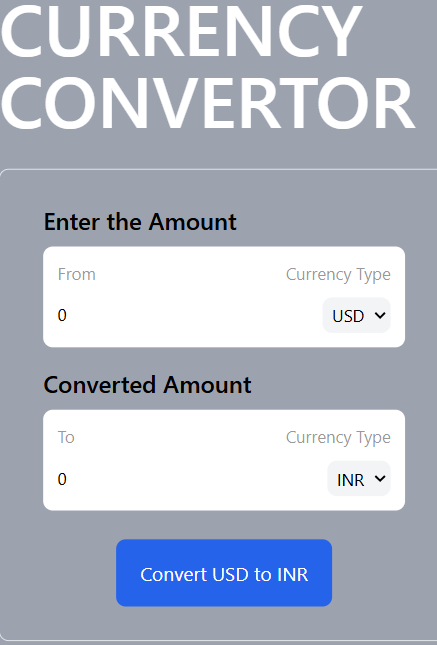 CURRENCY
CONVERTOR
Enter the Amount
From Currency Type
0 USD
Converted Amount
To Currency Type
0 INR
Convert USD to INR